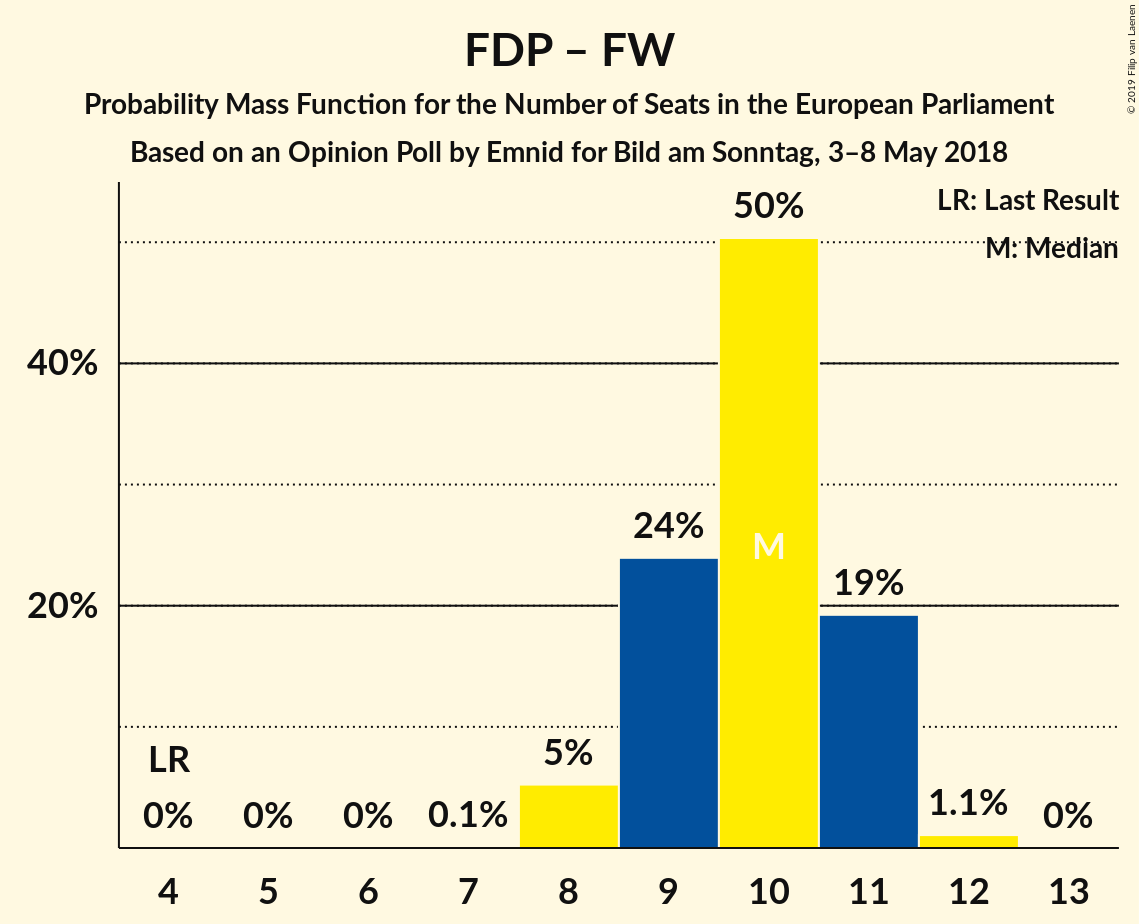 FDP – FW
Probability Mass Function for the Number of Seats in the European Parliament
Based on an Opinion Poll by Emnid for Bild am Sonntag, 3–8 May 2018
© 2019 Filip van Laenen
LR: Last Result
M: Median
50%
40%
24%
M
19%
20%
LR
5%
0% 0% 0% 0.1% 1.1% 0%
4 5 6 7 8 9 10 11 12 13